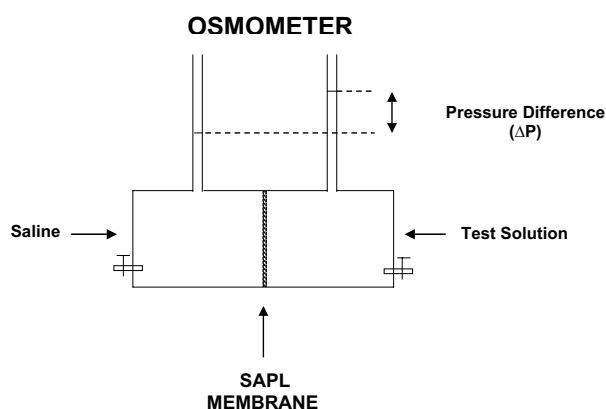 OSMOMETER
Pressure Difference
(ΔP)
Saline
Test Solution
SAPL
MEMBRANE